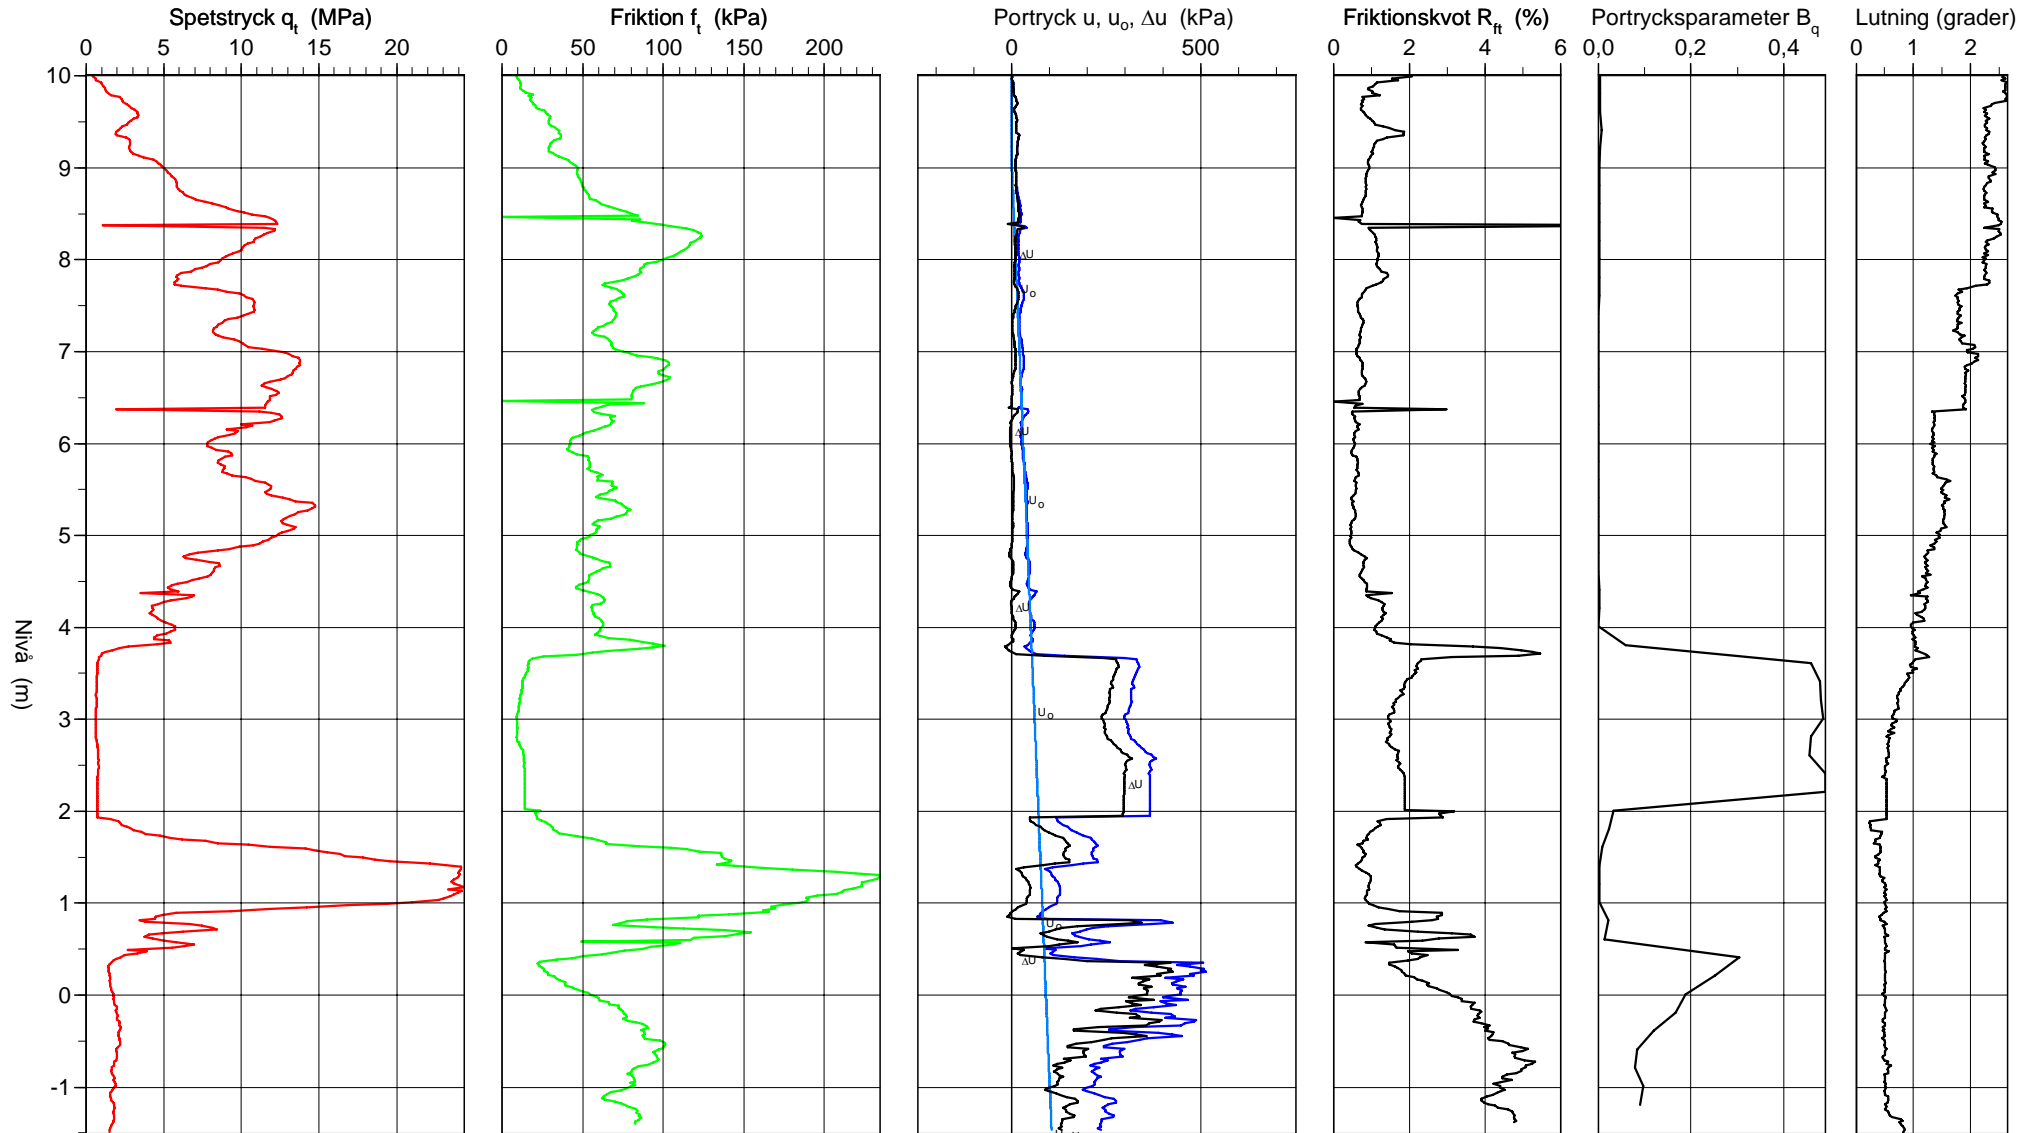 Spetstryck qt (MPa)
Friktion ft (kPa)
Portryck u, uo, Δu (kPa)
Friktionskvot Rft (%)
Portrycksparameter Bq
Lutning (grader)
0 5 10 15 20
0 50 100 150 200
0 500
0 2 4 6
0,0 0,2 0,4
0 1 2
10
9
8
7
6
5
4
3
2
1
0
-1
Nivå (m)
ΔU
Uo
ΔU
Uo
ΔU
Uo
ΔU
Uo
ΔU